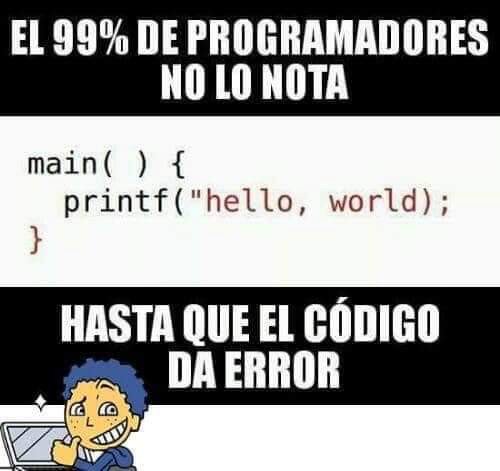 EL 99% DE PROGRAMADORES
NO LO NOTA
main( ) {
  printf("hello, world);
}
HASTA QUE EL CÓDIGO
DA ERROR